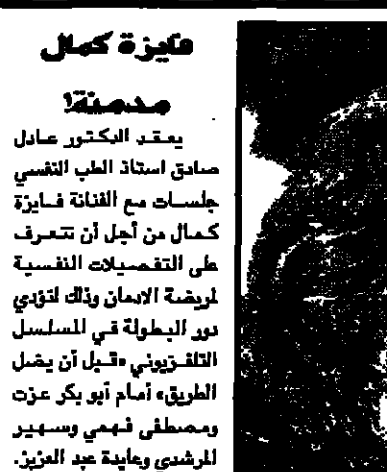 فايزة كمال
مدمنة!
يعقد الدكتور عادل
صادق استاذ الطب النفسي
جلسات مع الفنانة فايزة
كمال من أجل أن تتعرف
على التفصيلات النفسية
لمريضة الادمان وذلك لتؤدي
دور البطولة في المسلسل
التلفزيوني «قبل أن يضل
الطريق» أمام أبو بكر عزت
ومصطفى فهمي وسهير
المرشدي وعايدة عبد العزيز.